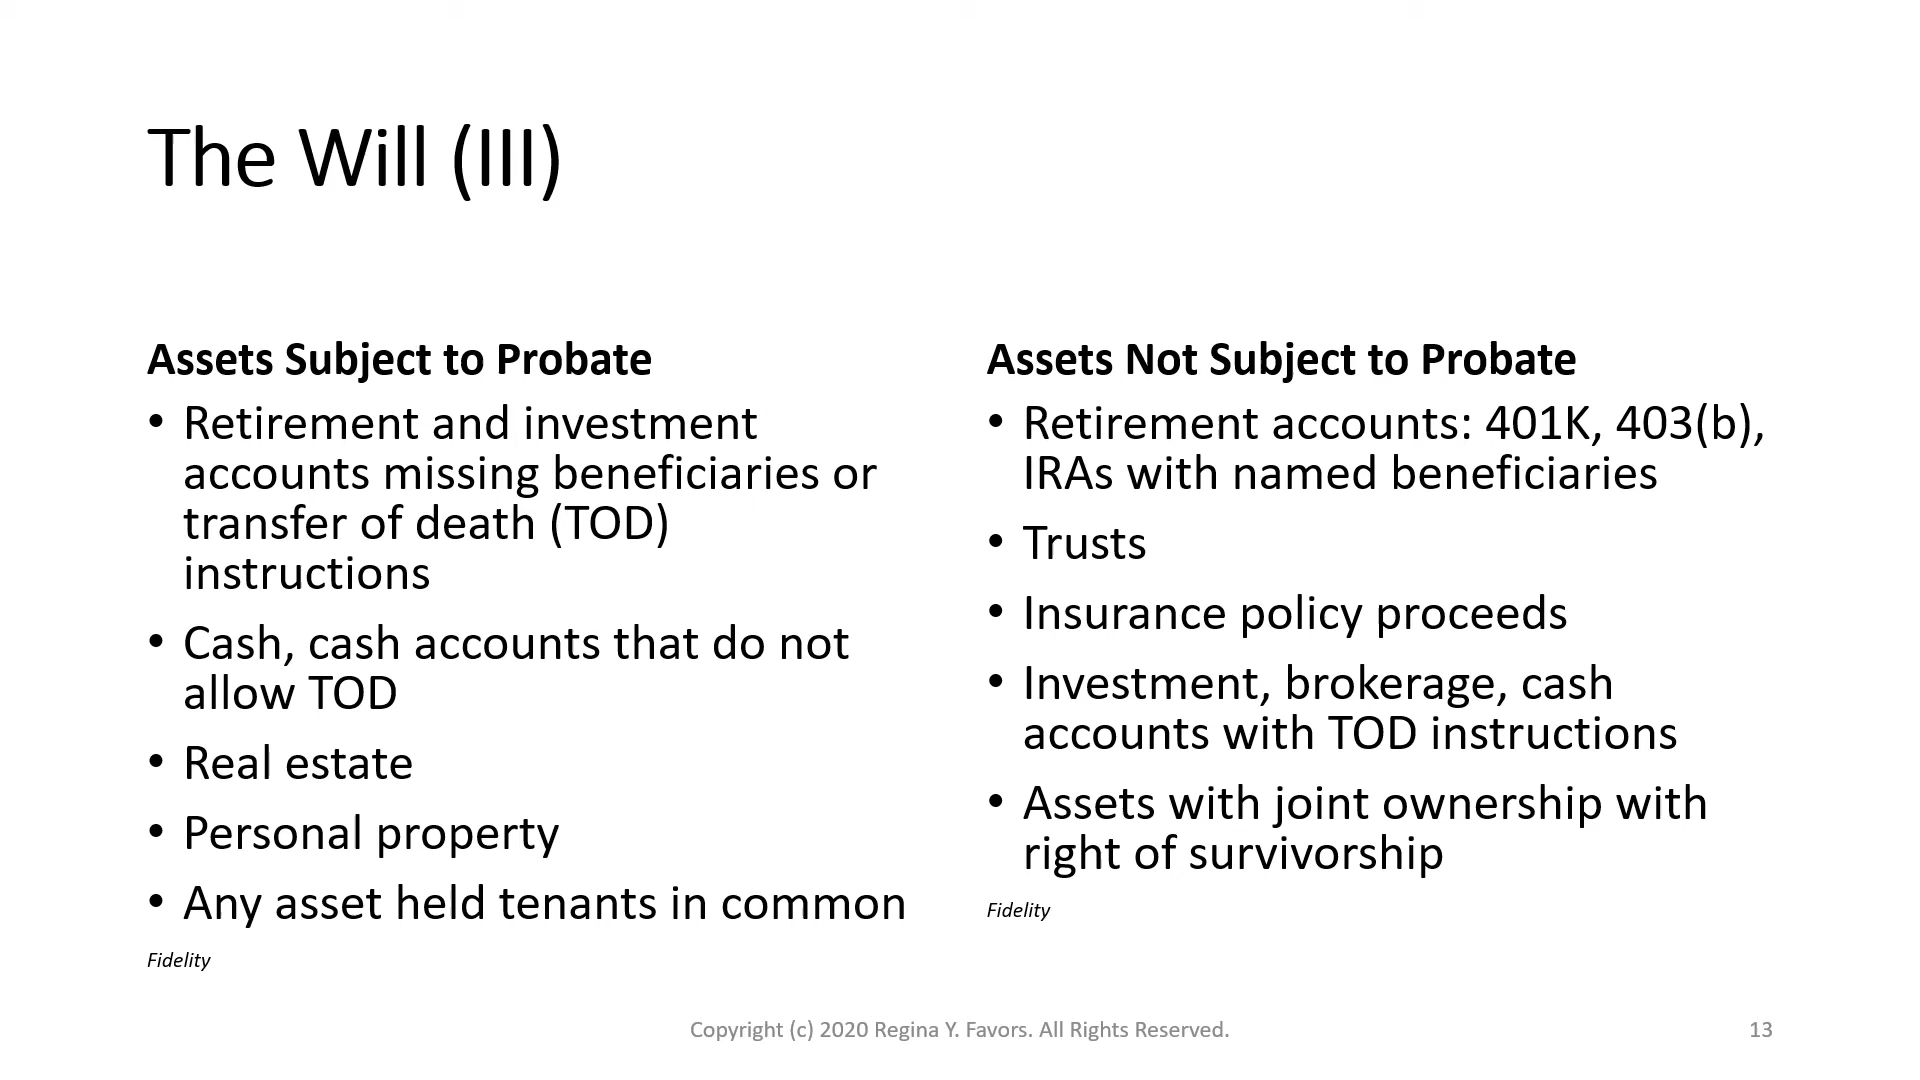 The Will (III)
Assets Subject to Probate
• Retirement and investment
accounts missing beneficiaries or
transfer of death (TOD)
instructions
• Cash, cash accounts that do not
allow TOD
• Real estate
• Personal property
• Any asset held tenants in common
Fidelity
Assets Not Subject to Probate
• Retirement accounts: 401K, 403(b),
IRAs with named beneficiaries
• Trusts
• Insurance policy proceeds
• Investment, brokerage, cash
accounts with TOD instructions
• Assets with joint ownership with
right of survivorship
Fidelity
Copyright (c) 2020 Regina Y. Favors. All Rights Reserved.
13